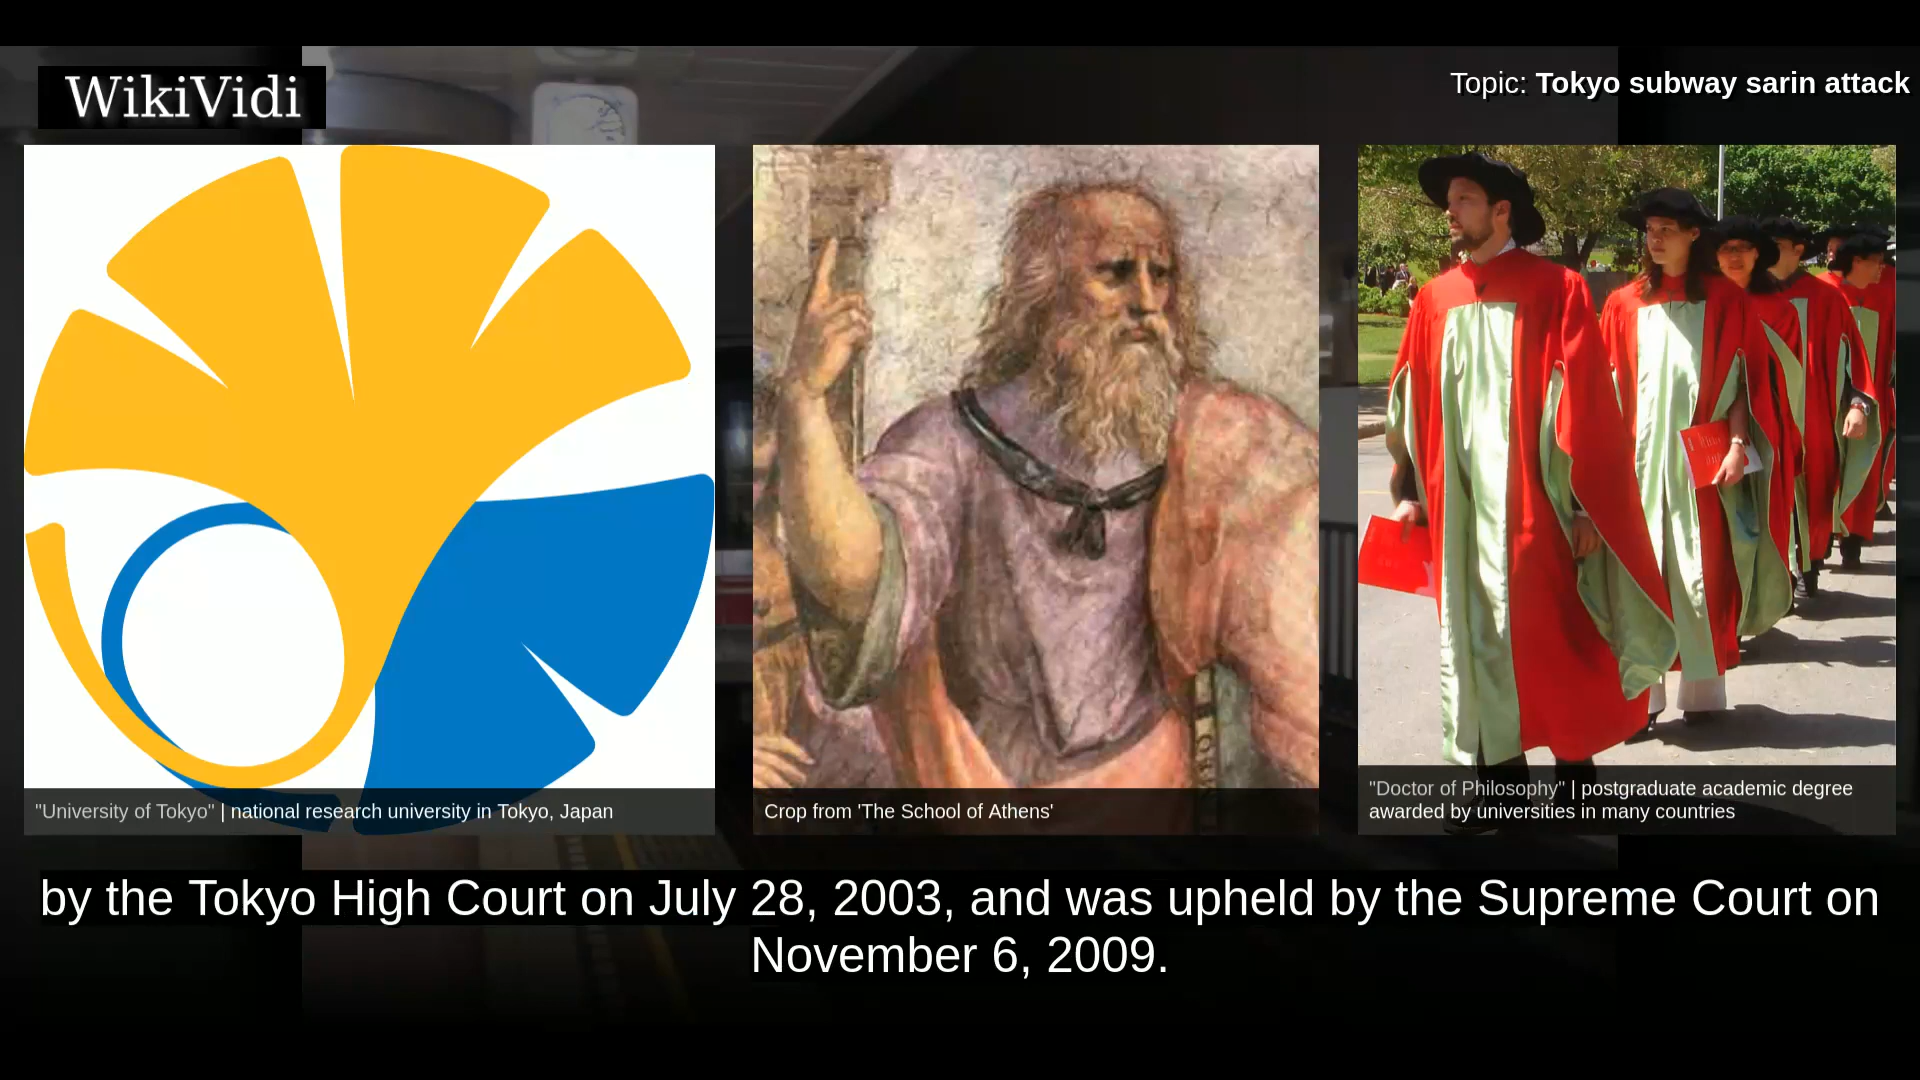 WikiVidi
Topic: Tokyo subway sarin attack
"University of Tokyo" | national research university in Tokyo, Japan
Crop from 'The School of Athens'
"Doctor of Philosophy" | postgraduate academic degree
awarded by universities in many countries
by the Tokyo High Court on July 28, 2003, and was upheld by the Supreme Court on
November 6, 2009.